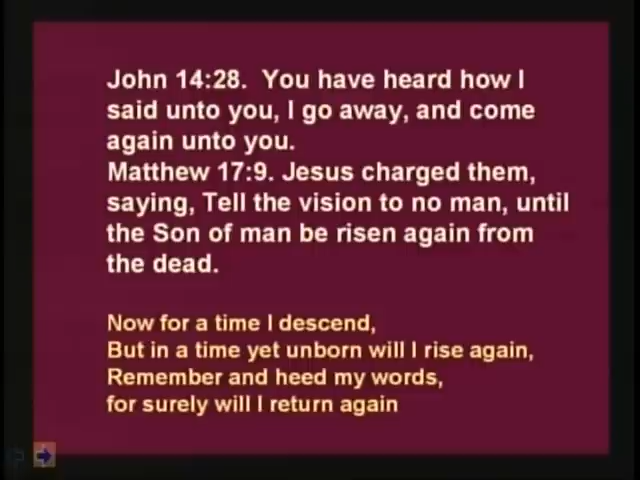 John 14:28. You have heard how I
said unto you, I go away, and come
again unto you.
Matthew 17:9. Jesus charged them,
saying, Tell the vision to no man, until
the Son of man be risen again from
the dead.
Now for a time I descend,
But in a time yet unborn will I rise again,
Remember and heed my words,
for surely will I return again